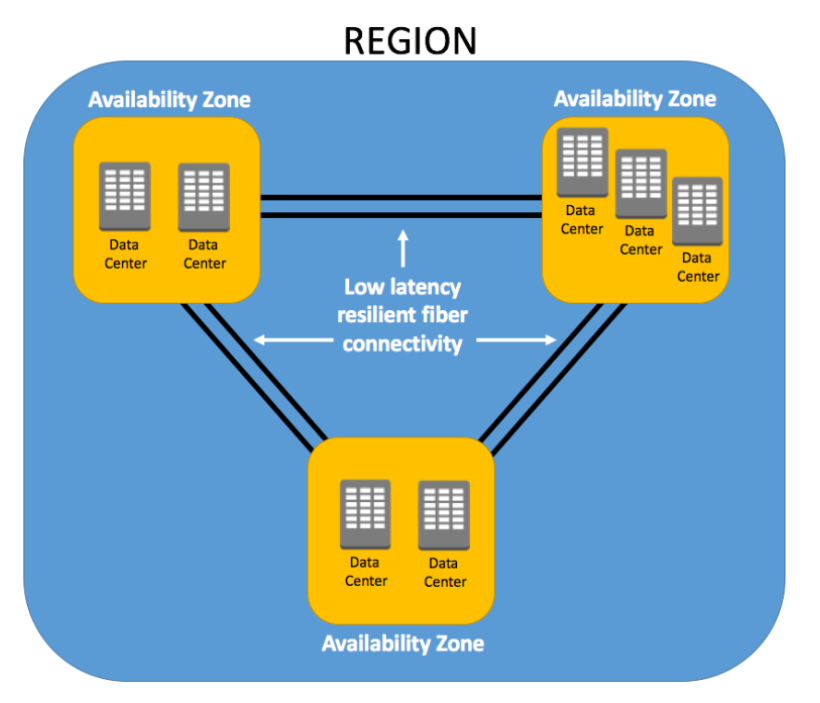 REGION
Availability Zone
Data
Center
Data
Center
Availability Zone
Data
Center
Data
Center
Data
Center
Low latency
resilient fiber
connectivity
Data
Center
Data
Center
Availability Zone